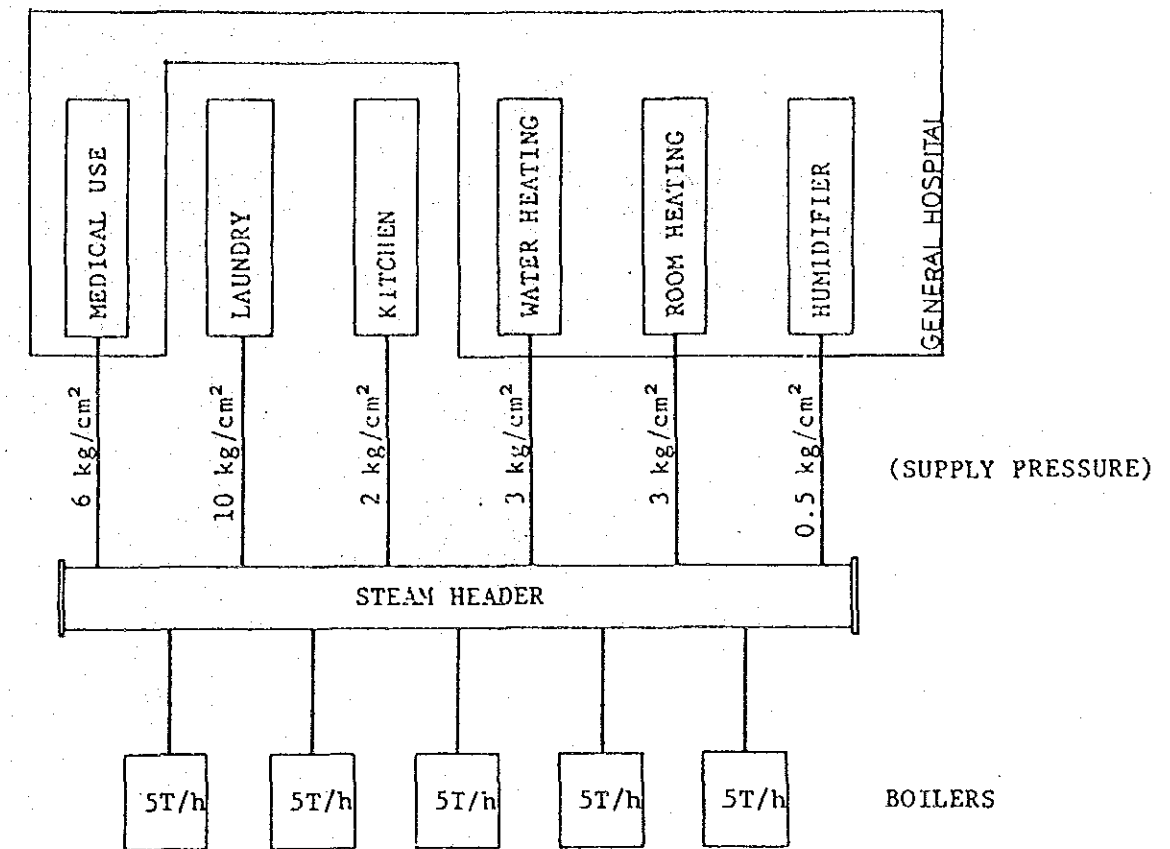 MEDICAL USE
LAUNDRY
KITCHEN
WATER HEATING
ROOM HEATING
HUMIDIFIER
GENERAL HOSPITAL
6 kg/cm²
10 kg/cm²
2 kg/cm²
3 kg/cm²
3 kg/cm²
0.5 kg/cm²
(SUPPLY PRESSURE)
STEAM HEADER
5T/h
5T/h
5T/h
5T/h
5T/h
BOILERS